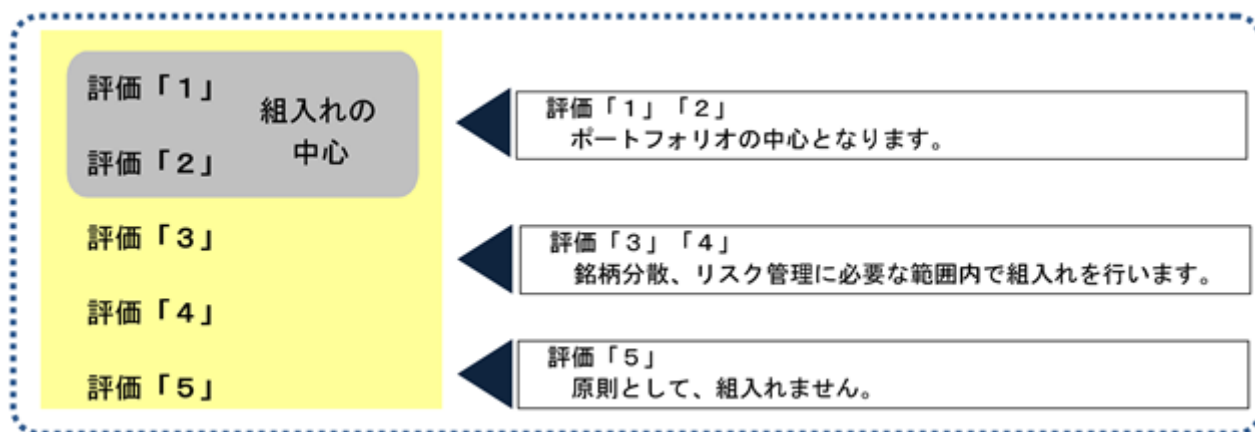 評価「１」
組入れの
中心
評価「２」
評価「３」
評価「４」
評価「５」
評価「１」「２」
ポートフォリオの中心となります。
評価「３」「４」
銘柄分散、リスク管理に必要な範囲内で組入れを行います。
評価「５」
原則として、組入れません。